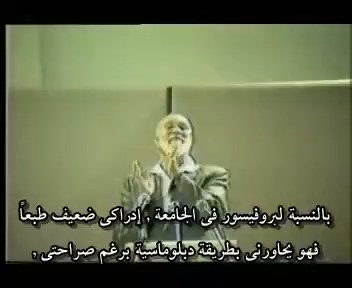 بالنسبة لبروفيسور فى الجامعة , إدراكى ضعيف طبعاً
فهو يحاورنى بطريقة دبلوماسية برغم صراحتى ,